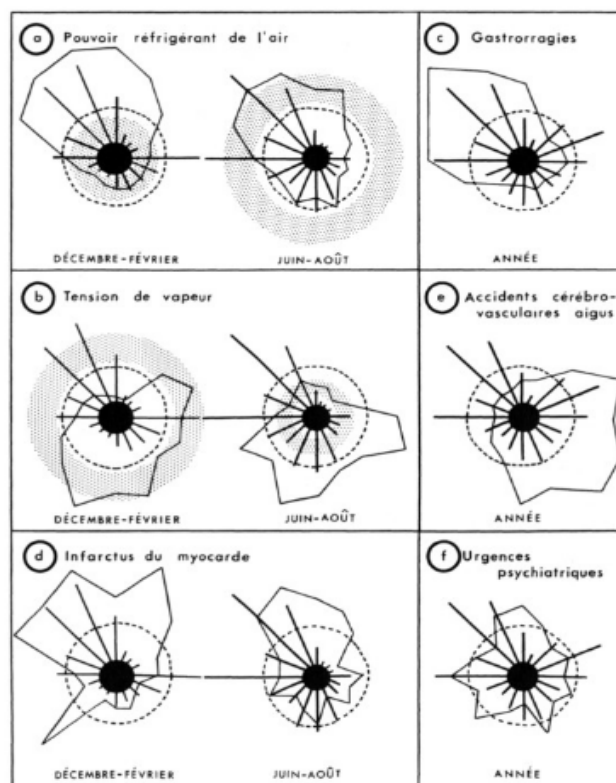 a Pouvoir réfrigérant de l'air
DÉCEMBRE-FÉVRIER
JUIN-AOÛT
c Gastrorragies
ANNÉE
b Tension de vapeur
DÉCEMBRE-FÉVRIER
JUIN-AOÛT
e Accidents cérébro-
vasculaires aigus
ANNÉE
d Infarctus du myocarde
DÉCEMBRE-FÉVRIER
JUIN-AOÛT
f Urgences
psychiatriques
ANNÉE